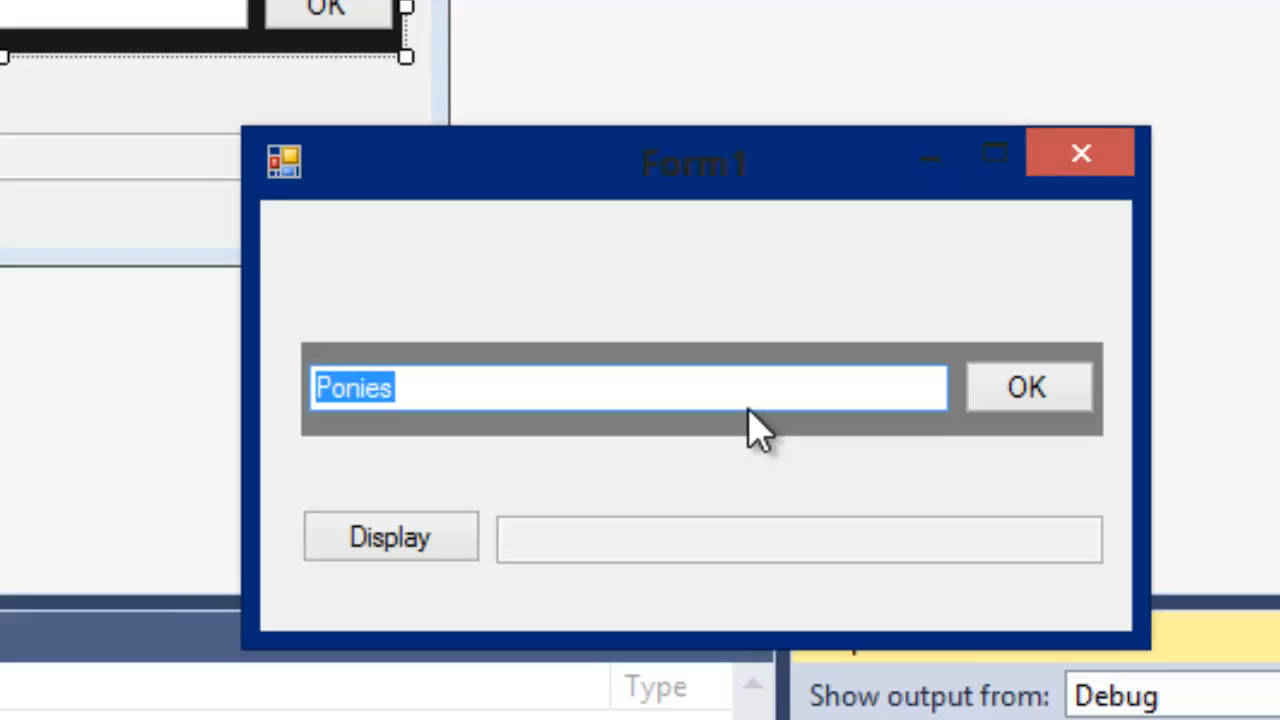 OK
Form1
Ponies
OK
Display
Type
Show output from:
Debug